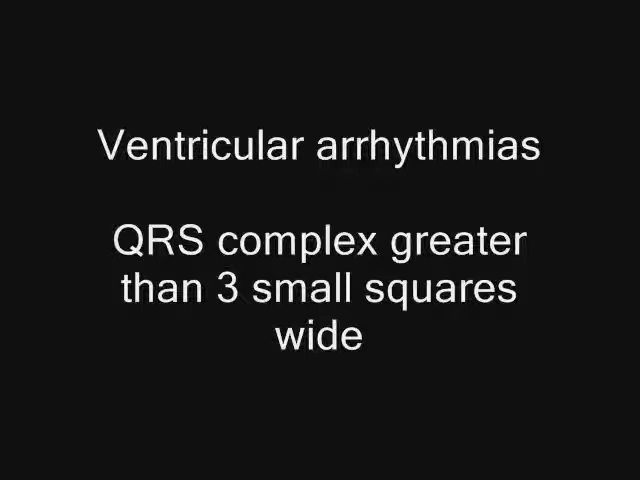 Ventricular arrhythmias
QRS complex greater
than 3 small squares
wide